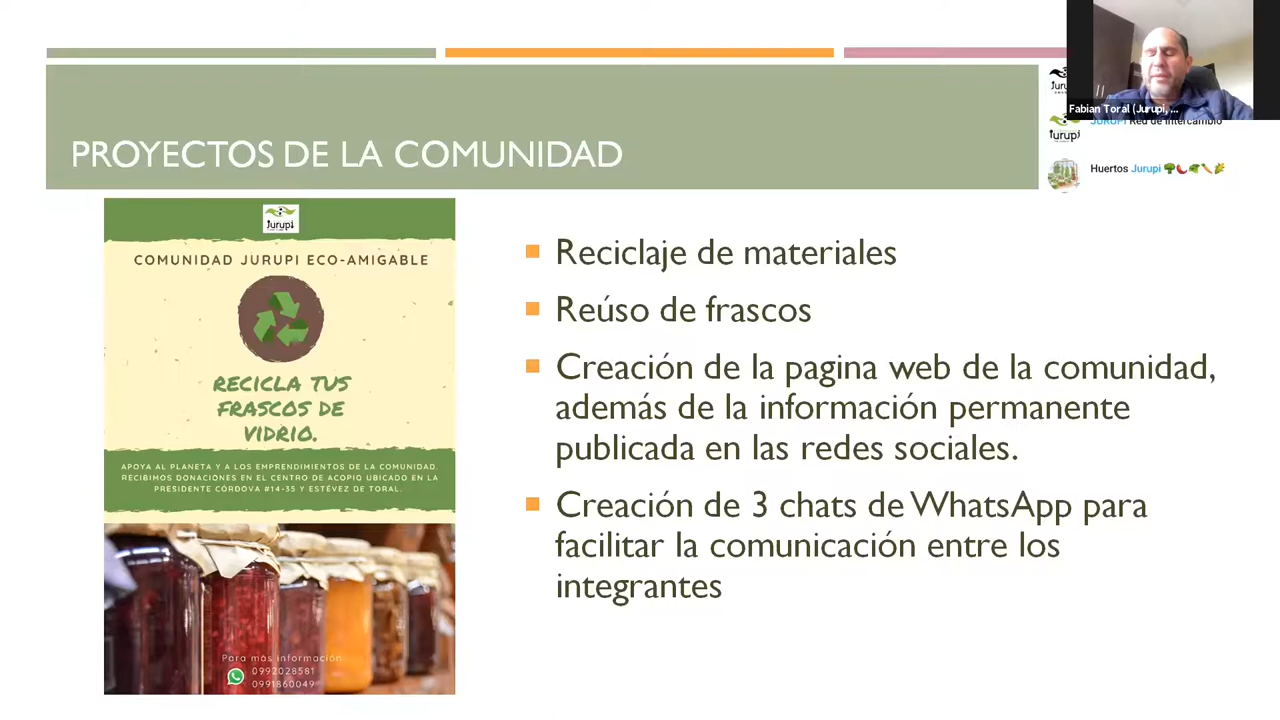 PROYECTOS DE LA COMUNIDAD
Jurupi
Fabian Toral (Jurupi, ...
JURUPI Red de Intercambio
Jurupi
Huertos Jurupi
Jurupi
COMUNIDAD JURUPI ECO-AMIGABLE
RECICLA TUS
FRASCOS DE
VIDRIO.
APOYA AL PLANETA Y A LOS EMPRENDIMIENTOS DE LA COMUNIDAD.
RECIBIMOS DONACIONES EN EL CENTRO DE ACOPIO UBICADO EN LA
PRESIDENTE CÓRDOVA #14-35 Y ESTÉVEZ DE TORAL.
Para más información
0992028581
0991860049
Reciclaje de materiales
Reúso de frascos
Creación de la pagina web de la comunidad,
además de la información permanente
publicada en las redes sociales.
Creación de 3 chats de WhatsApp para
facilitar la comunicación entre los
integrantes